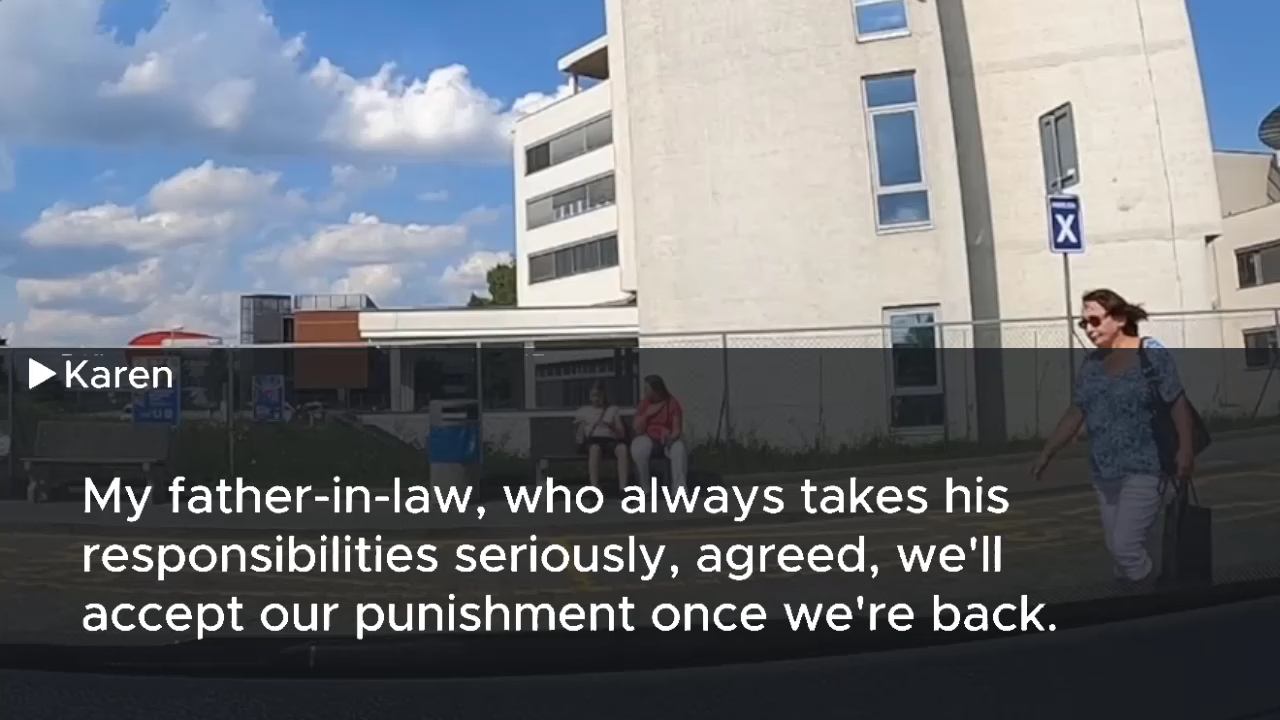 X
Karen
My father-in-law, who always takes his
responsibilities seriously, agreed, we'll
accept our punishment once we're back.